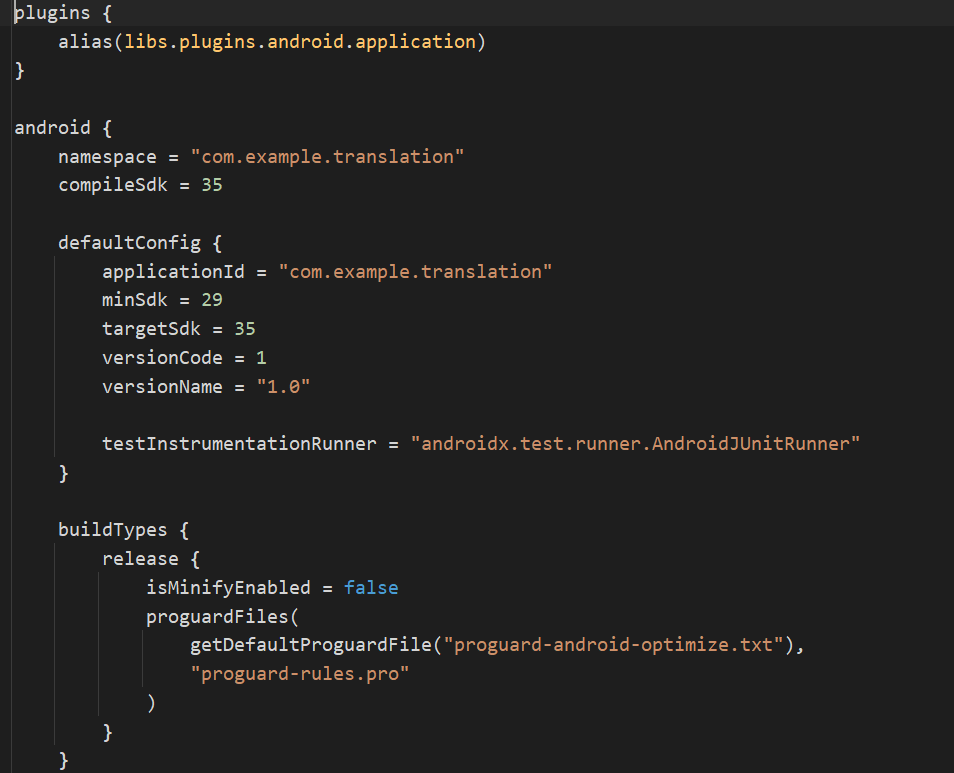 plugins {
    alias(libs.plugins.android.application)
}

android {
    namespace = "com.example.translation"
    compileSdk = 35

    defaultConfig {
        applicationId = "com.example.translation"
        minSdk = 29
        targetSdk = 35
        versionCode = 1
        versionName = "1.0"

        testInstrumentationRunner = "androidx.test.runner.AndroidJUnitRunner"
    }

    buildTypes {
        release {
            isMinifyEnabled = false
            proguardFiles(
                getDefaultProguardFile("proguard-android-optimize.txt"),
                "proguard-rules.pro"
            )
        }
    }